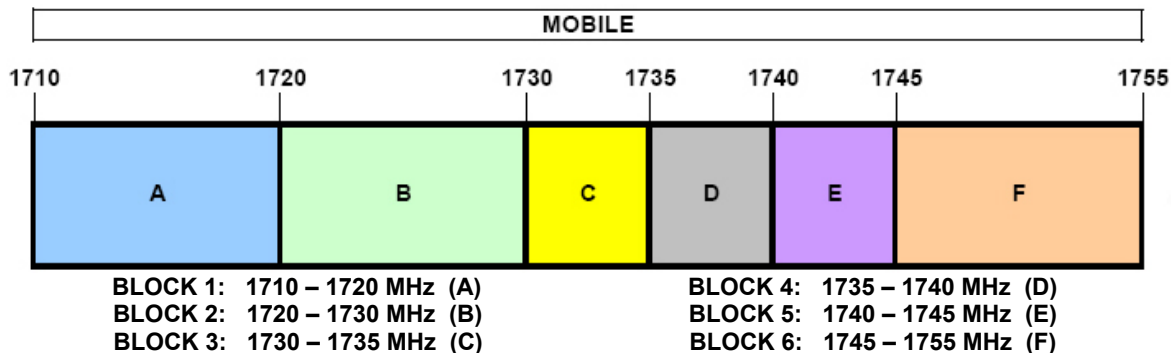 MOBILE
1710 1720 1730 1735 1740 1745 1755
A B C D E F
BLOCK 1: 1710 – 1720 MHz (A)
BLOCK 2: 1720 – 1730 MHz (B)
BLOCK 3: 1730 – 1735 MHz (C)
BLOCK 4: 1735 – 1740 MHz (D)
BLOCK 5: 1740 – 1745 MHz (E)
BLOCK 6: 1745 – 1755 MHz (F)